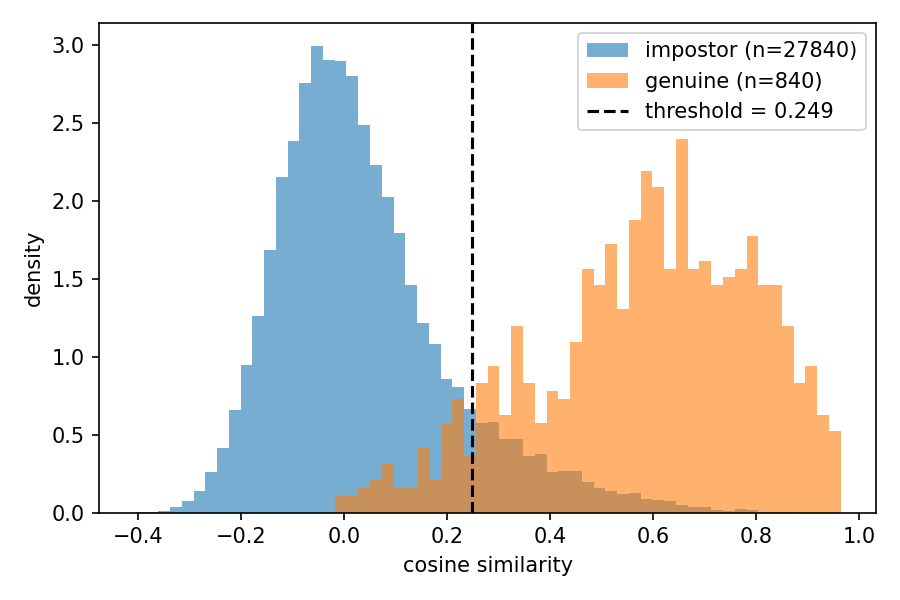 impostor (n=27840)
genuine (n=840)
threshold = 0.249
density
3.0
2.5
2.0
1.5
1.0
0.5
0.0
−0.4 −0.2 0.0 0.2 0.4 0.6 0.8 1.0
cosine similarity